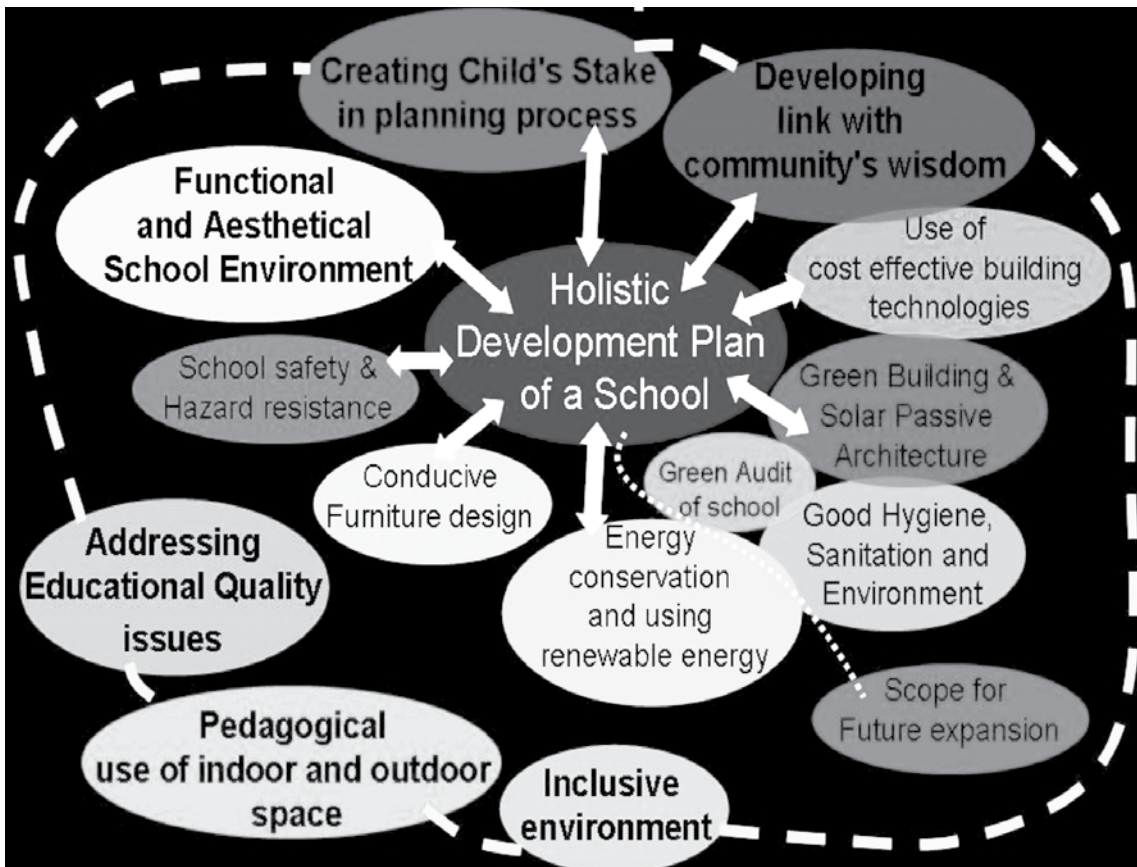 Creating Child's Stake
in planning process
Developing
link with
community's wisdom
Functional
and Aesthetical
School Environment
Use of
cost effective building
technologies
Holistic
Development Plan
of a School
School safety &
Hazard resistance
Green Building &
Solar Passive
Architecture
Conducive
Furniture design
Green Audit
of school
Good Hygiene,
Sanitation and
Environment
Energy
conservation
and using
renewable energy
Addressing
Educational Quality
issues
Scope for
Future expansion
Pedagogical
use of indoor and outdoor
space
Inclusive
environment